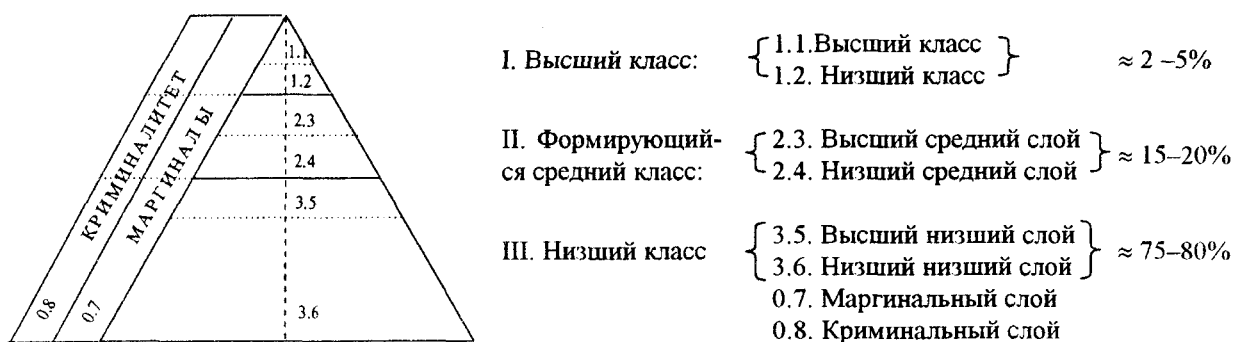 КРИМИНАЛИТЕТ
МАРГИНАЛЫ
0.8
0.7
1.1
1.2
2.3
2.4
3.5
3.6
I. Высший класс:
1.1.Высший класс
1.2. Низший класс
≈ 2 –5%
II. Формирующий-
ся средний класс:
2.3. Высший средний слой
2.4. Низший средний слой
≈ 15–20%
III. Низший класс
3.5. Высший низший слой
3.6. Низший низший слой
≈ 75–80%
0.7. Маргинальный слой
0.8. Криминальный слой